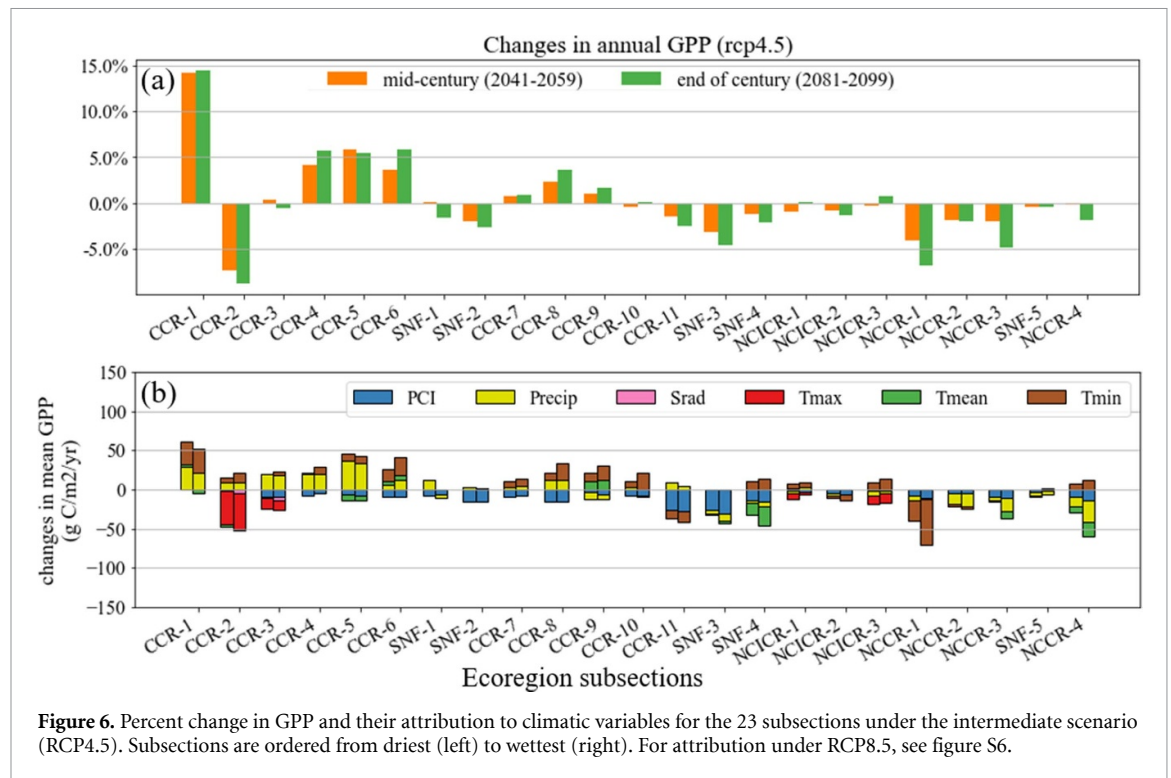 Changes in annual GPP (rcp4.5)
(a)
mid-century (2041-2059)
end of century (2081-2099)
15.0%
10.0%
5.0%
0.0%
-5.0%
CCR-1
CCR-2
CCR-3
CCR-4
CCR-5
CCR-6
SNF-1
SNF-2
CCR-7
CCR-8
CCR-9
CCR-10
CCR-11
SNF-3
SNF-4
NCICR-1
NCICR-2
NCICR-3
NCCR-1
NCCR-2
NCCR-3
SNF-5
NCCR-4
(b)
PCI
Precip
Srad
Tmax
Tmean
Tmin
changes in mean GPP
(g C/m2/yr)
150
100
50
0
−50
−100
−150
CCR-1
CCR-2
CCR-3
CCR-4
CCR-5
CCR-6
SNF-1
SNF-2
CCR-7
CCR-8
CCR-9
CCR-10
CCR-11
SNF-3
SNF-4
NCICR-1
NCICR-2
NCICR-3
NCCR-1
NCCR-2
NCCR-3
SNF-5
NCCR-4
Ecoregion subsections
Figure 6. Percent change in GPP and their attribution to climatic variables for the 23 subsections under the intermediate scenario
(RCP4.5). Subsections are ordered from driest (left) to wettest (right). For attribution under RCP8.5, see figure S6.